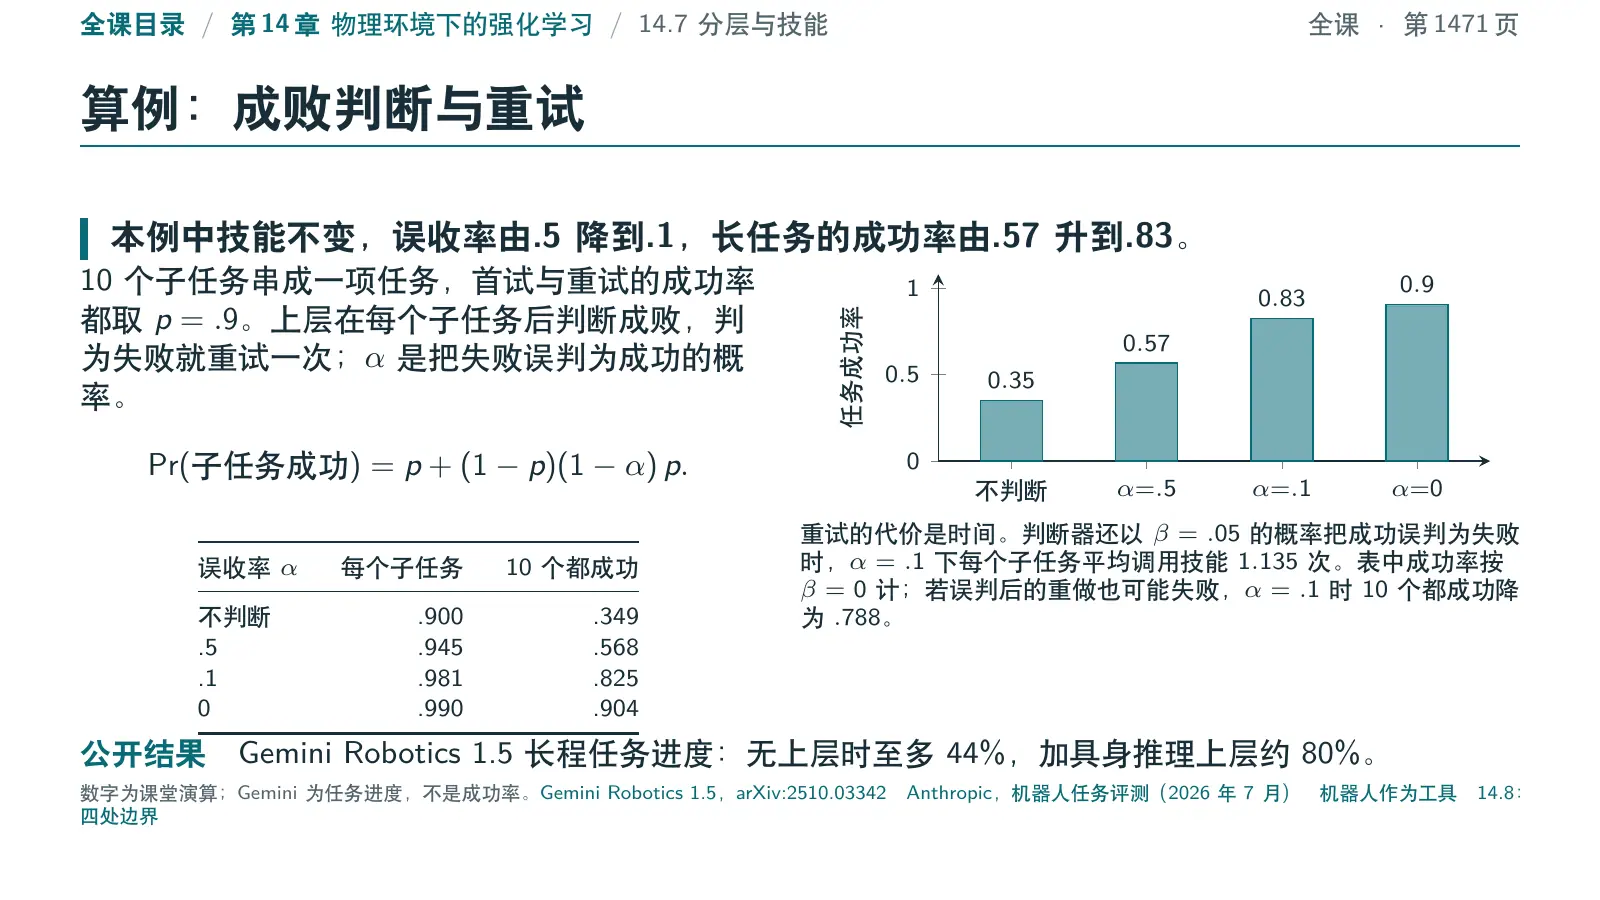 全课目录 / 第 14 章 物理环境下的强化学习 / 14.7 分层与技能
全课 · 第 1471 页
算例：成败判断与重试
本例中技能不变，误收率由.5 降到.1，长任务的成功率由.57 升到.83。
10 个子任务串成一项任务，首试与重试的成功率
都取 p = .9。上层在每个子任务后判断成败，判
为失败就重试一次；α 是把失败误判为成功的概
率。
Pr(子任务成功) = p + (1 − p)(1 − α) p.
误收率 α 每个子任务 10 个都成功
不判断 .900 .349
.5 .945 .568
.1 .981 .825
0 .990 .904
任务成功率
1
0.5
0
0.35
0.57
0.83
0.9
不判断 α=.5 α=.1 α=0
重试的代价是时间。判断器还以 β = .05 的概率把成功误判为失败
时，α = .1 下每个子任务平均调用技能 1.135 次。表中成功率按
β = 0 计；若误判后的重做也可能失败，α = .1 时 10 个都成功降
为 .788。
公开结果 Gemini Robotics 1.5 长程任务进度：无上层时至多 44%，加具身推理上层约 80%。
数字为课堂演算；Gemini 为任务进度，不是成功率。Gemini Robotics 1.5，arXiv:2510.03342 Anthropic，机器人任务评测（2026 年 7 月） 机器人作为工具 14.8：
四处边界